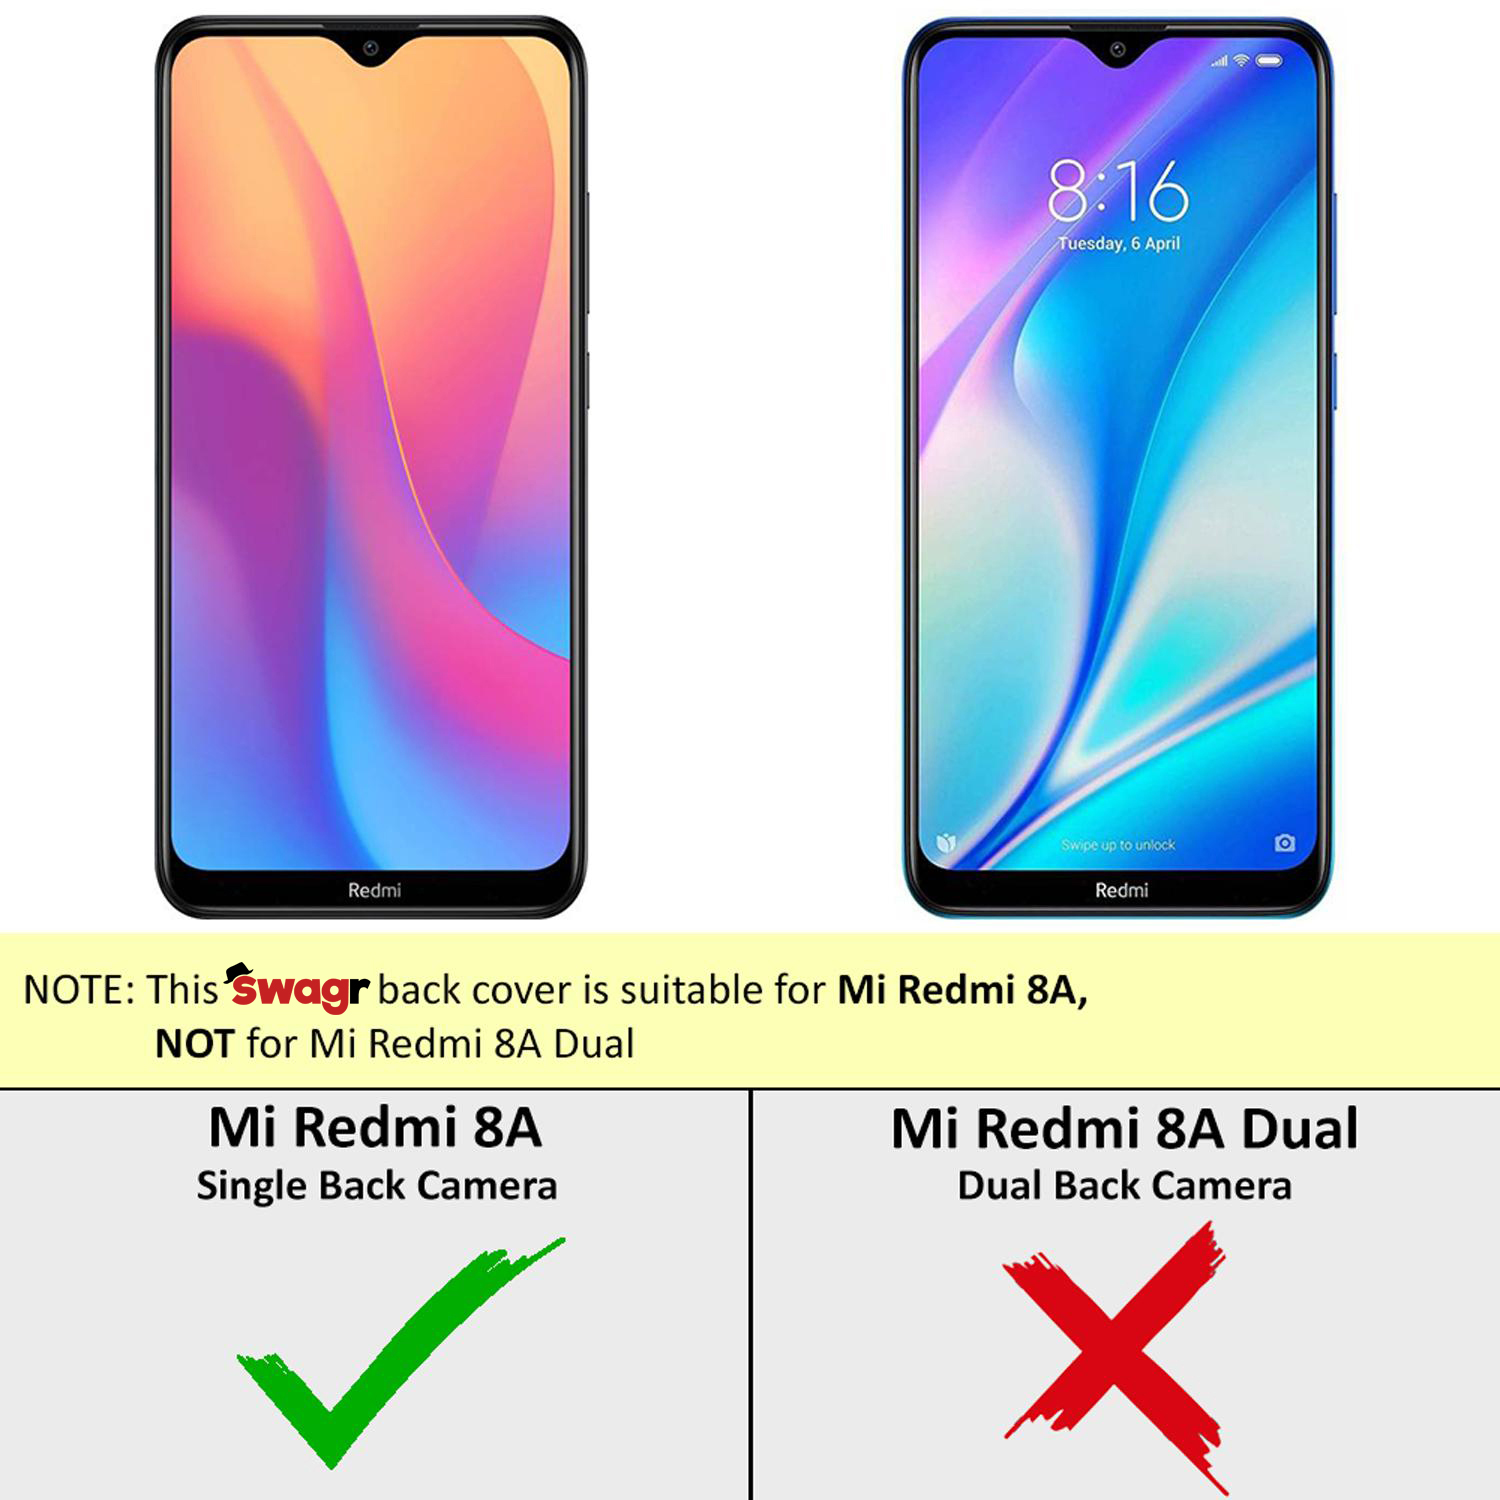 8:16
Tuesday, 6 April
Swipe up to unlock
Redmi
Redmi
NOTE: This swagr back cover is suitable for Mi Redmi 8A,
NOT for Mi Redmi 8A Dual
Mi Redmi 8A
Single Back Camera
Mi Redmi 8A Dual
Dual Back Camera